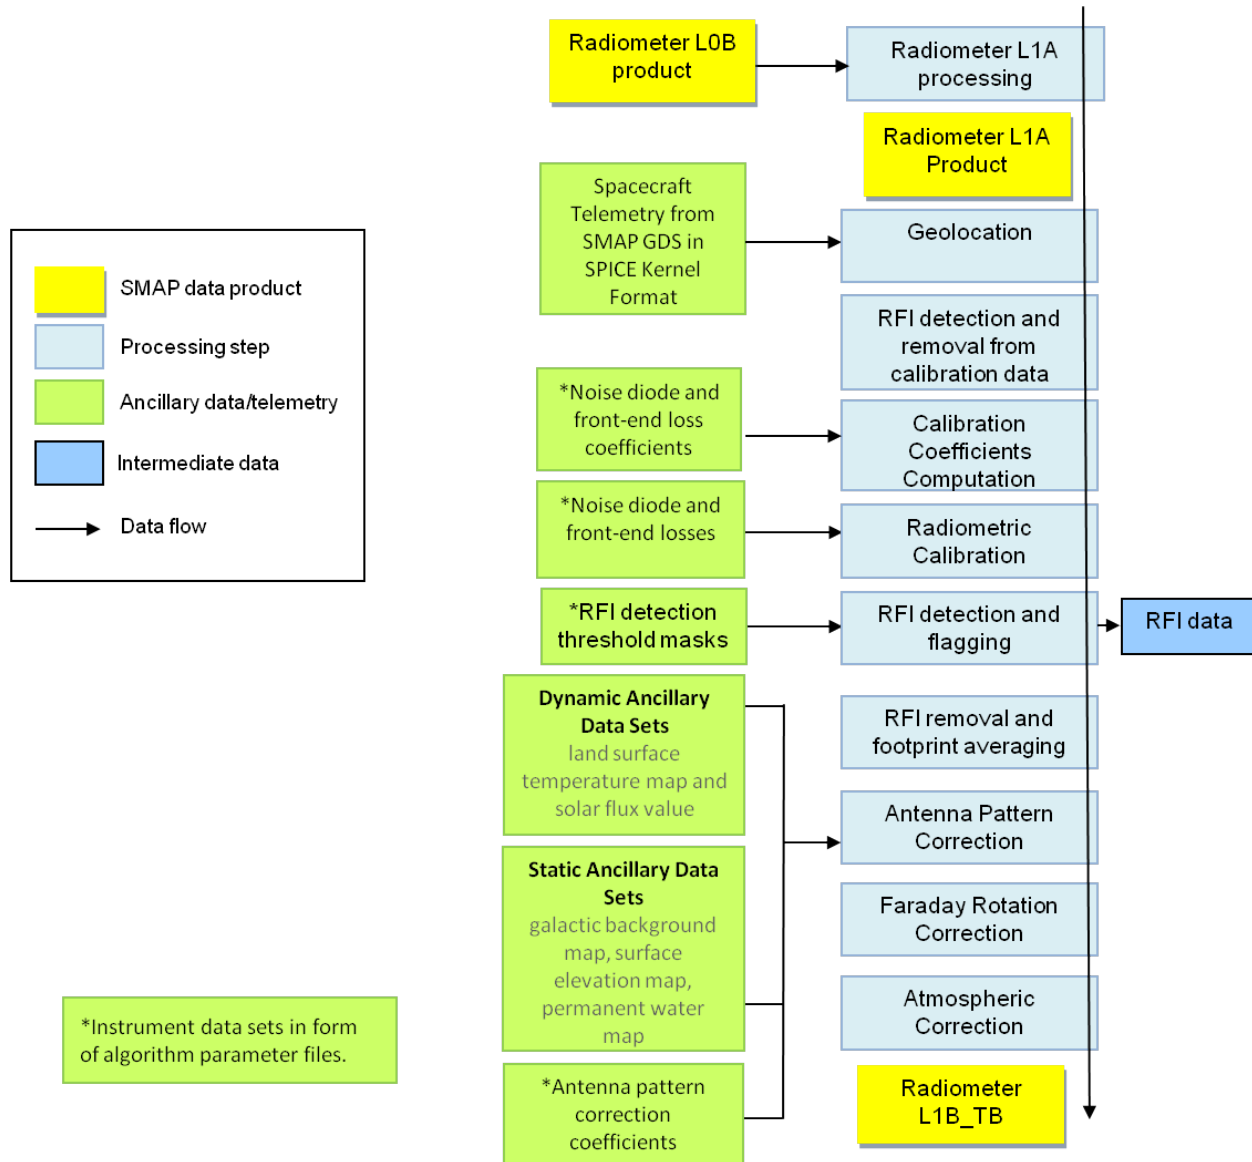 Radiometer L0B
product
Radiometer L1A
processing
Radiometer L1A
Product
Spacecraft
Telemetry from
SMAP GDS in
SPICE Kernel
Format
Geolocation
SMAP data product
Processing step
Ancillary data/telemetry
Intermediate data
Data flow
RFI detection and
removal from
calibration data
*Noise diode and
front-end loss
coefficients
Calibration
Coefficients
Computation
*Noise diode and
front-end losses
Radiometric
Calibration
*RFI detection
threshold masks
RFI detection and
flagging
RFI data
Dynamic Ancillary
Data Sets
land surface
temperature map and
solar flux value
RFI removal and
footprint averaging
Antenna Pattern
Correction
Static Ancillary Data
Sets
galactic background
map, surface
elevation map,
permanent water
map
Faraday Rotation
Correction
Atmospheric
Correction
*Instrument data sets in form
of algorithm parameter files.
*Antenna pattern
correction
coefficients
Radiometer
L1B_TB